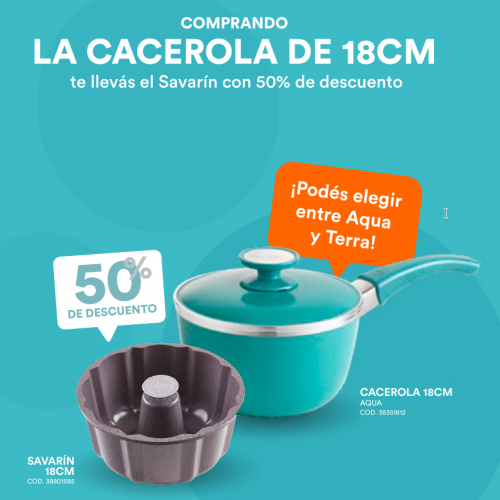 COMPRANDO
LA CACEROLA DE 18CM
te llevás el Savarín con 50% de descuento
¡Podés elegir
entre Aqua
y Terra!
50%
DE DESCUENTO
CACEROLA 18CM
AQUA
COD. 38351812
SAVARÍN
18CM
COD. 38801585